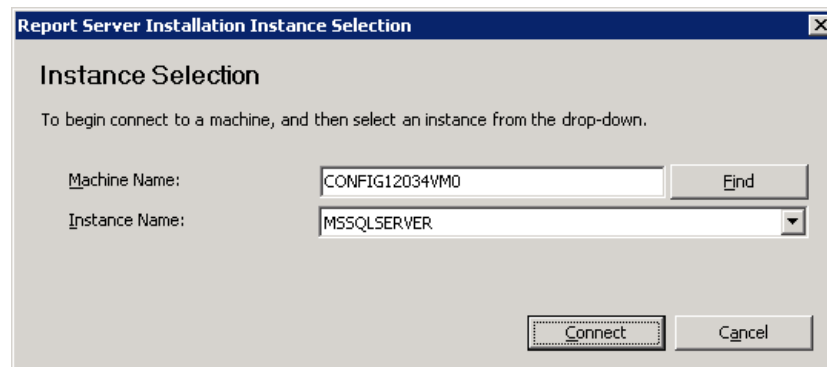 Report Server Installation Instance Selection
Instance Selection
To begin connect to a machine, and then select an instance from the drop-down.
Machine Name: CONFIG12034VM0 Find
Instance Name: MSSQLSERVER
Connect Cancel